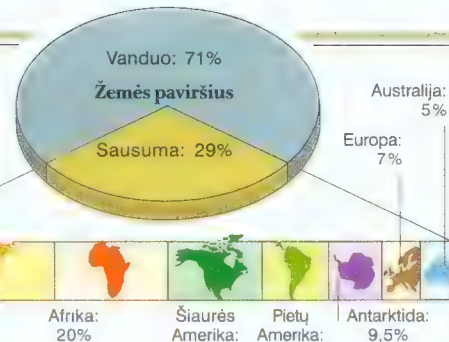 Vanduo: 71%
Žemės paviršius
Sausuma: 29%
Australija:
5%
Europa:
7%
Afrika:
20%
Šiaurės
Amerika:
Pietų
Amerika:
Antarktida:
9,5%